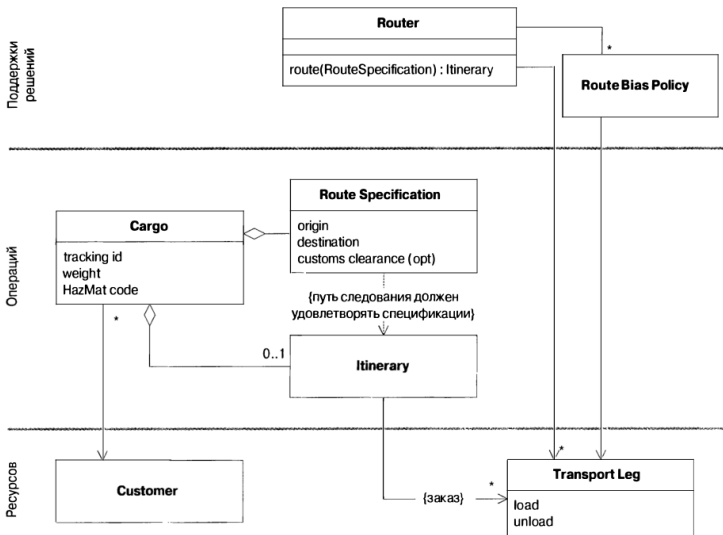 Поддержки
решений
Router
route(RouteSpecification) : Itinerary
*
Route Bias Policy
Операций
Cargo
tracking id
weight
HazMat code
Route Specification
origin
destination
customs clearance (opt)
{путь следования должен
удовлетворять спецификации}
*
0..1
Itinerary
Ресурсов
Customer
{заказ}
*
*
Transport Leg
load
unload